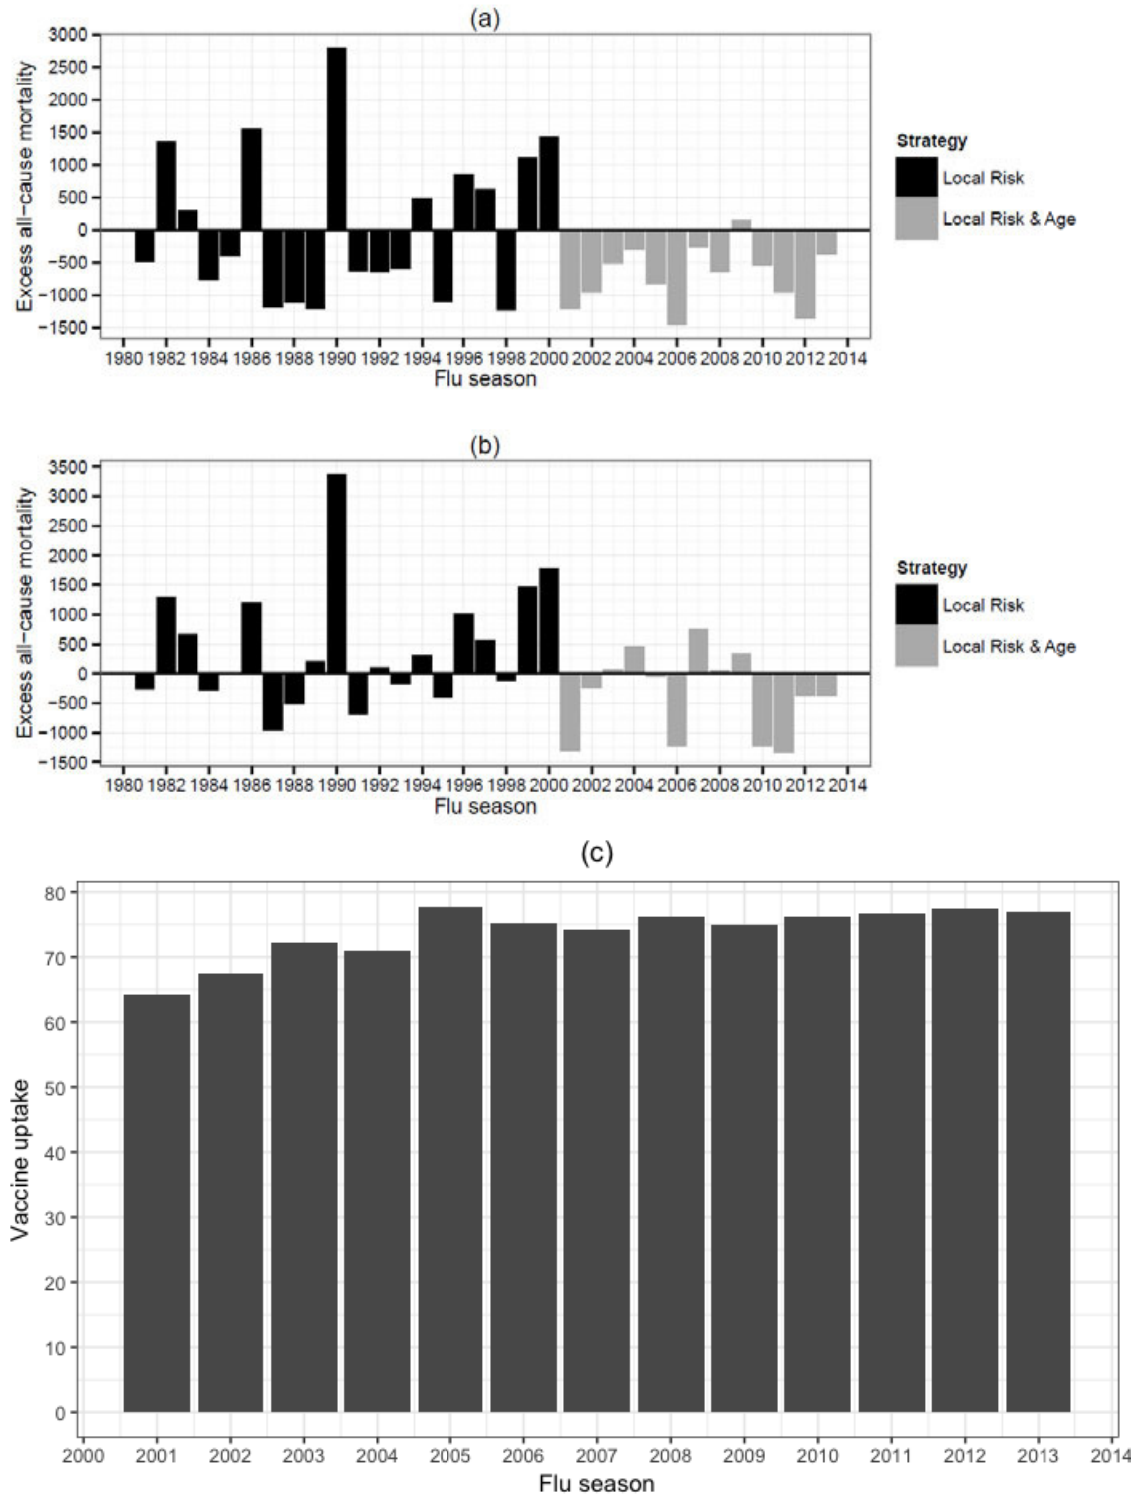 (a)
Excess all-cause mortality
3000
2500
2000
1500
1000
500
0
−500
−1000
−1500
1980 1982 1984 1986 1988 1990 1992 1994 1996 1998 2000 2002 2004 2006 2008 2010 2012 2014
Flu season
Strategy
Local Risk
Local Risk & Age
(b)
Excess all-cause mortality
3500
3000
2500
2000
1500
1000
500
0
−500
−1000
−1500
1980 1982 1984 1986 1988 1990 1992 1994 1996 1998 2000 2002 2004 2006 2008 2010 2012 2014
Flu season
Strategy
Local Risk
Local Risk & Age
(c)
Vaccine uptake
80
70
60
50
40
30
20
10
0
2000 2001 2002 2003 2004 2005 2006 2007 2008 2009 2010 2011 2012 2013 2014
Flu season